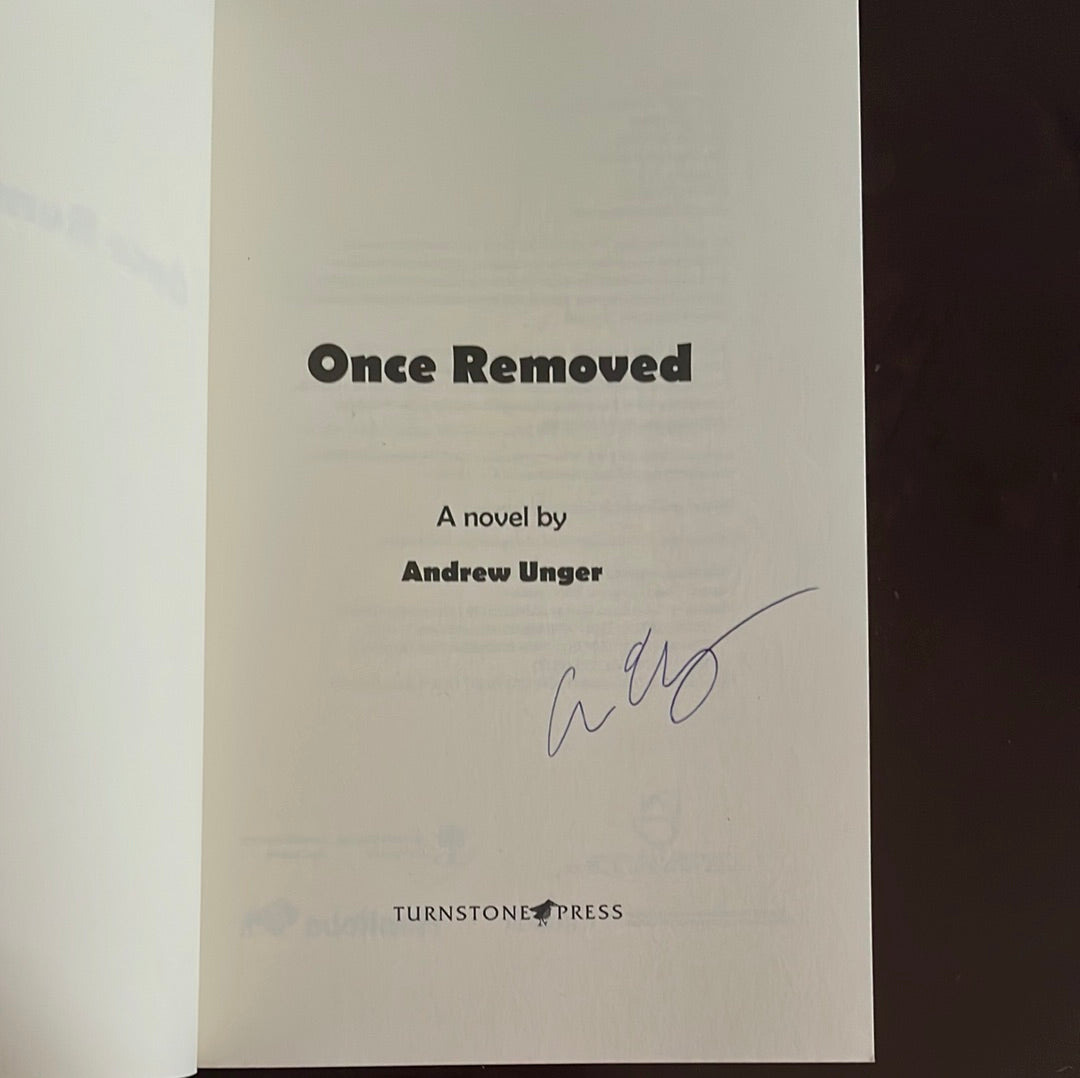 Once Removed
A novel by
Andrew Unger
TURNSTONE PRESS